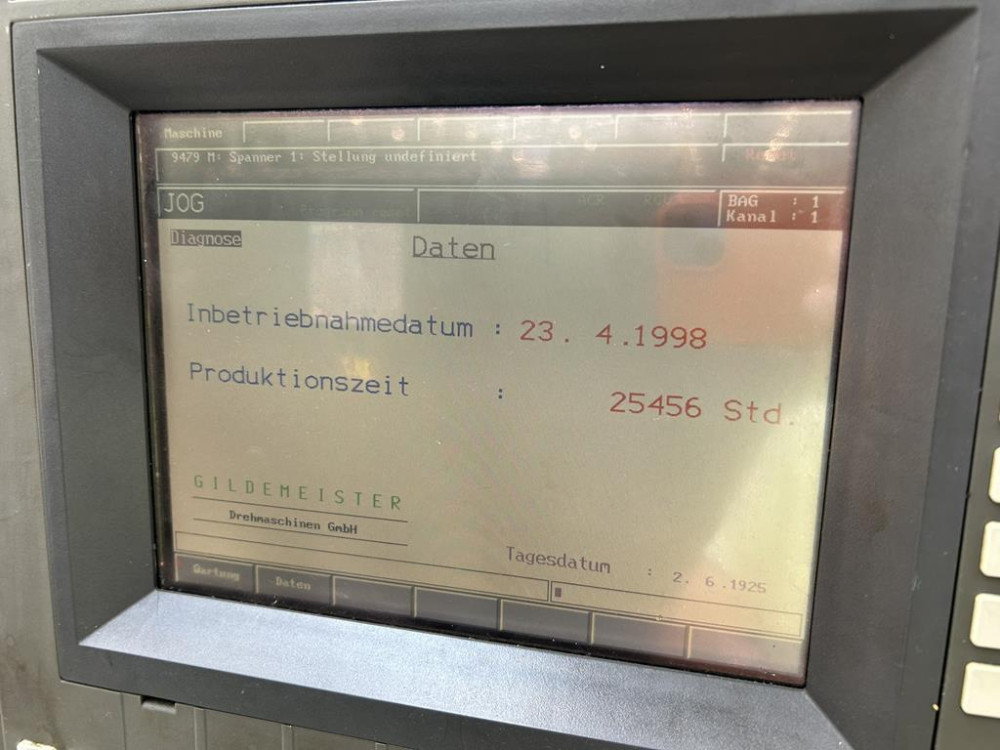 Maschine
9479 M: Spanner 1: Stellung undefiniert
JOG
BAG : 1
Kanal : 1
Diagnose
Daten
Inbetriebnahmedatum : 23. 4.1998
Produktionszeit : 25456 Std.
GILDEMEISTER
Drehmaschinen GmbH
Tagesdatum : 2. 6.1925
Wartung Daten